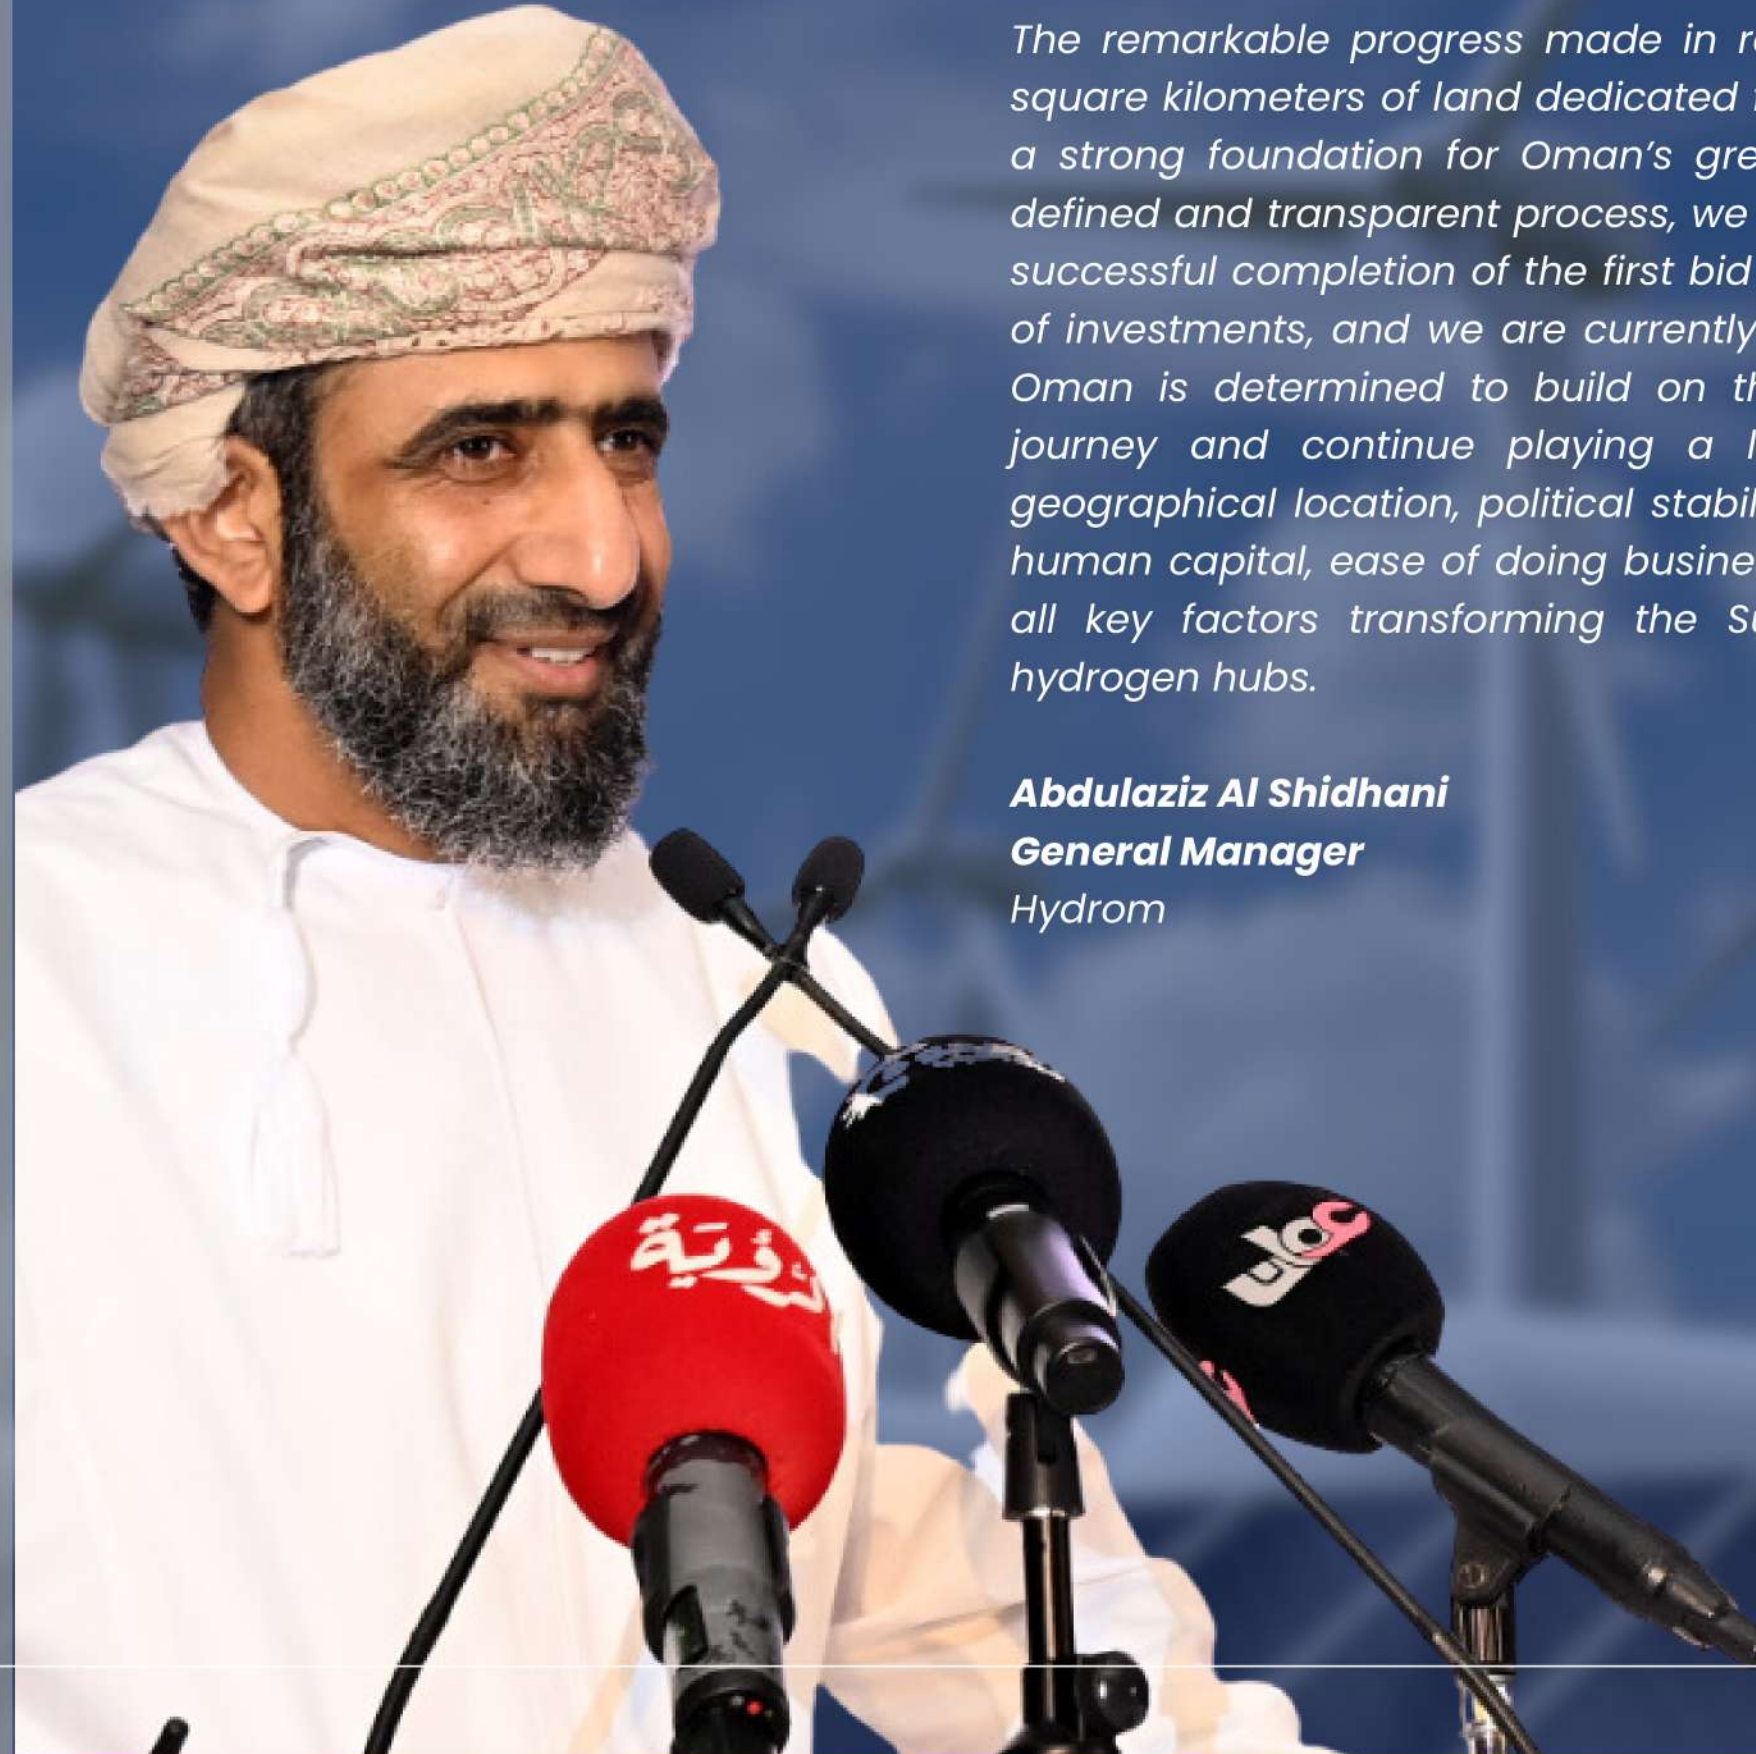 The remarkable progress made in
square kilometers of land dedicated
a strong foundation for Oman's
defined and transparent process, we
successful completion of the first bid
of investments, and we are currently
Oman is determined to build on
journey and continue playing a
geographical location, political
human capital, ease of doing
all key factors transforming the
hydrogen hubs.
Abdulaziz Al Shidhani
General Manager
Hydrom
الرؤية